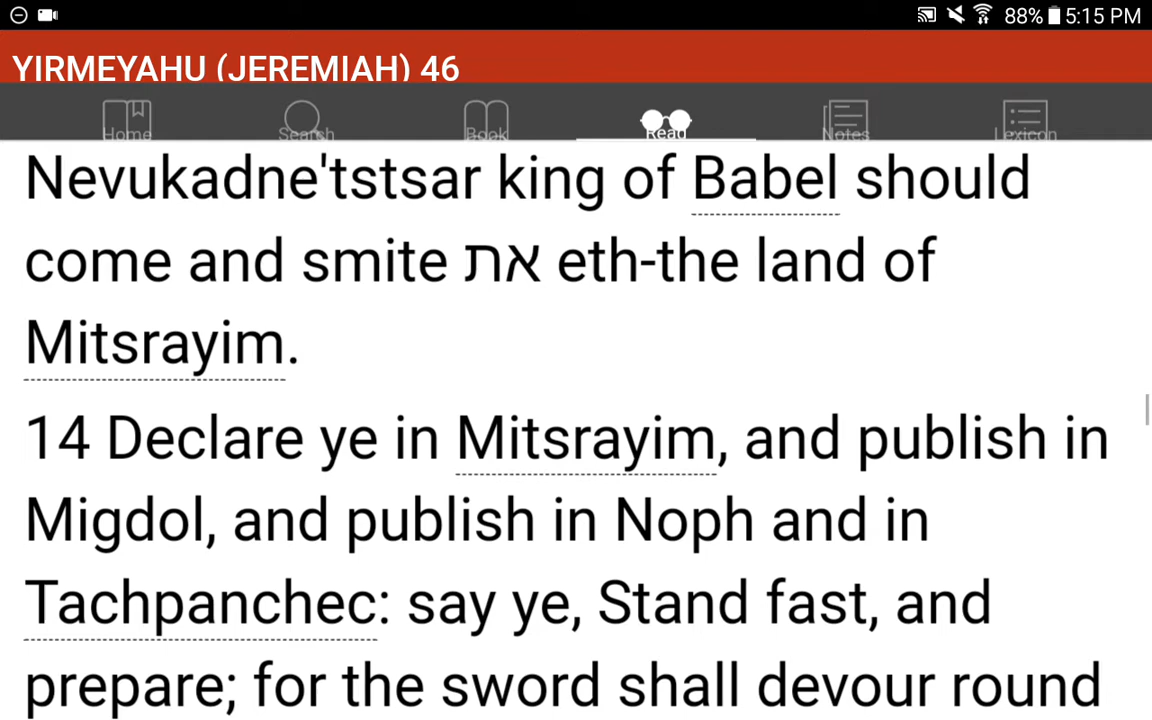 88% 5:15 PM
YIRMEYAHU (JEREMIAH) 46
Home Search Book Read Notes Lexicon
Nevukadne'tstsar king of Babel should
come and smite את eth-the land of
Mitsrayim.
14 Declare ye in Mitsrayim, and publish in
Migdol, and publish in Noph and in
Tachpanchec: say ye, Stand fast, and
prepare; for the sword shall devour round